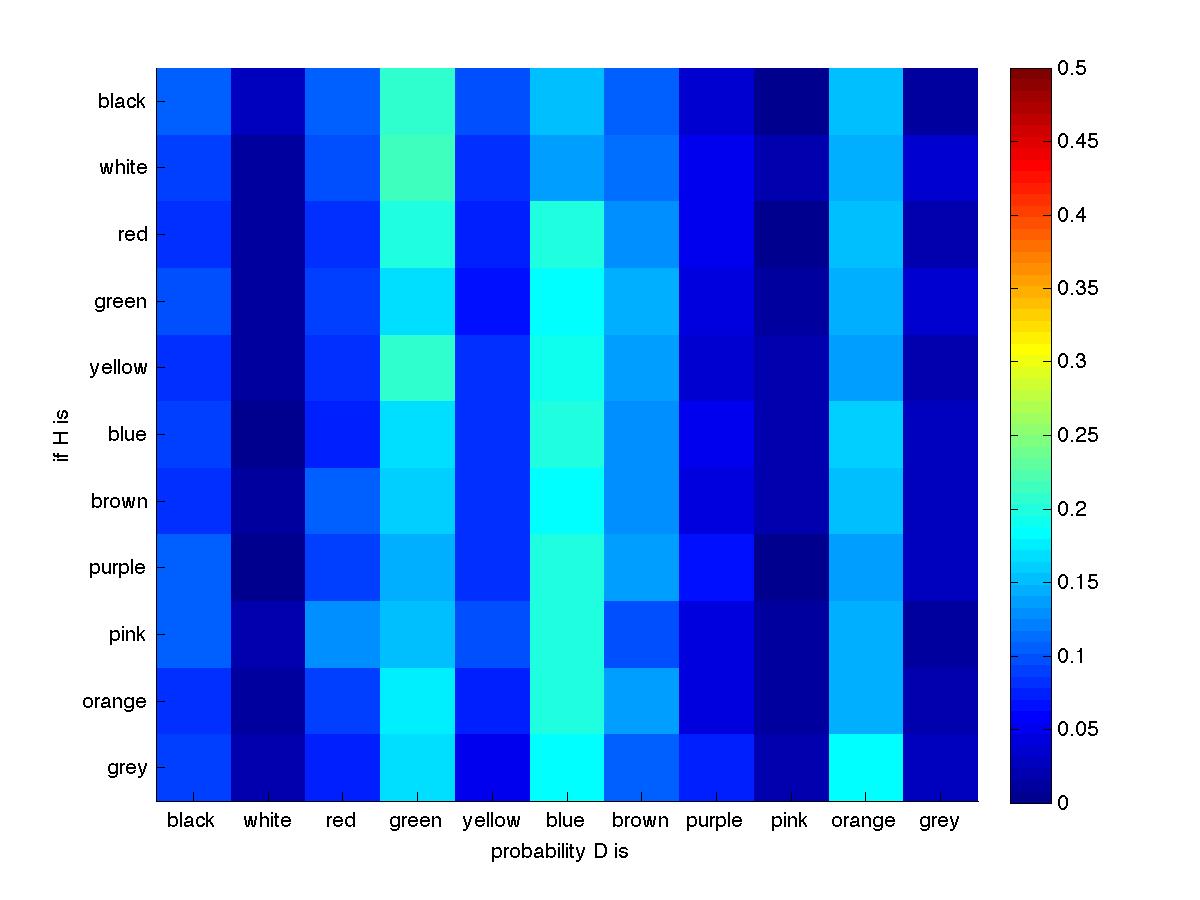 black
white
red
green
yellow
blue
brown
purple
pink
orange
grey
if H is
black white red green yellow blue brown purple pink orange grey
probability D is
0.5
0.45
0.4
0.35
0.3
0.25
0.2
0.15
0.1
0.05
0